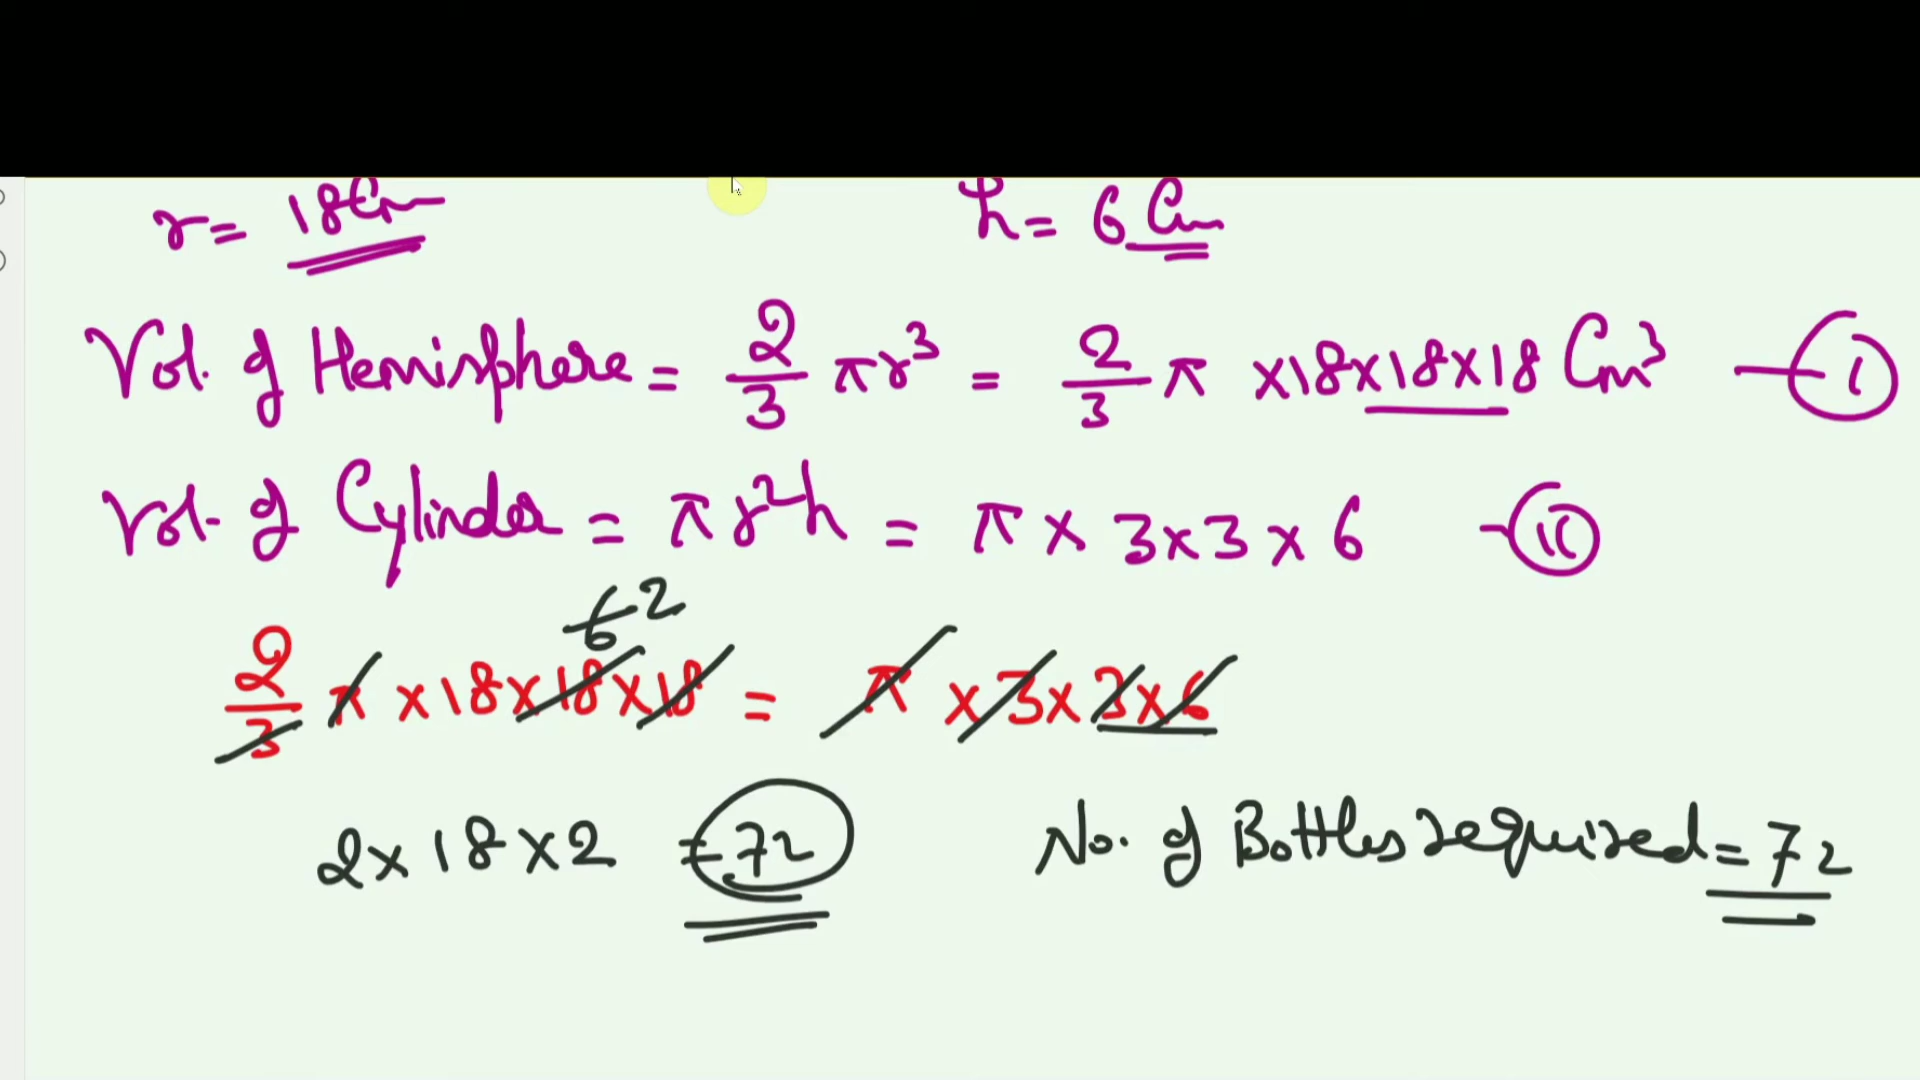 r = 18 Cm h = 6 Cm
Vol. of Hemisphere = 2/3 πr³ = 2/3 π × 18 × 18 × 18 Cm³ — (I)
Vol. of Cylinder = πr²h = π × 3 × 3 × 6 - (II)
6 2
2/3 π × 18 × 18 × 18 = π × 3 × 3 × 6
2 × 18 × 2 = 72 No. of Bottles required = 72